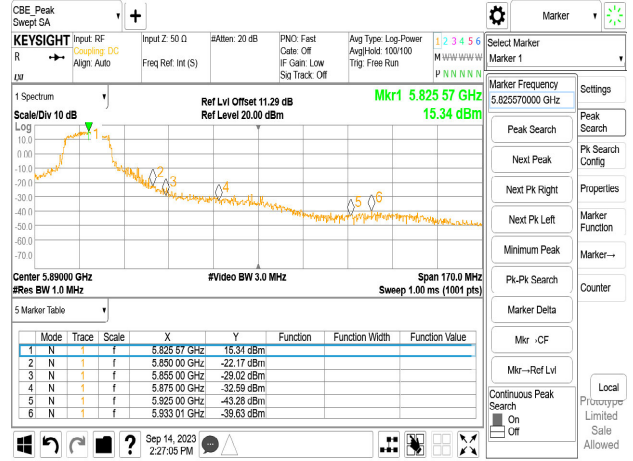 CBE_Peak
Swept SA
Marker
KEYSIGHT
R
Input: RF
Coupling: DC
Align: Auto
Input Z: 50 Ω
Freq Ref: Int (S)
#Atten: 20 dB
PNO: Fast
Gate: Off
IF Gain: Low
Sig Track: Off
Avg Type: Log-Power
Avg|Hold: 100/100
Trig: Free Run
1 2 3 4 5 6
M W W W W W
P N N N N N
Select Marker
Marker 1
1 Spectrum
Scale/Div 10 dB
Ref Lvl Offset 11.29 dB
Ref Level 20.00 dBm
Mkr1 5.825 57 GHz
15.34 dBm
Log
10.0
0.00
-10.0
-20.0
-30.0
-40.0
-50.0
-60.0
-70.0
1
2
3
4
5
6
Center 5.89000 GHz
#Res BW 1.0 MHz
#Video BW 3.0 MHz
Span 170.0 MHz
Sweep 1.00 ms (1001 pts)
5 Marker Table
Mode Trace Scale X Y Function Function Width Function Value
1 N 1 f 5.825 57 GHz 15.34 dBm
2 N 1 f 5.850 00 GHz -22.17 dBm
3 N 1 f 5.855 00 GHz -29.02 dBm
4 N 1 f 5.875 00 GHz -32.59 dBm
5 N 1 f 5.925 00 GHz -43.28 dBm
6 N 1 f 5.933 01 GHz -39.63 dBm
Sep 14, 2023
2:27:05 PM
?
Marker Frequency
5.825570000 GHz
Peak Search
Next Peak
Next Pk Right
Next Pk Left
Minimum Peak
Pk-Pk Search
Marker Delta
Mkr→CF
Mkr→Ref Lvl
Continuous Peak
Search
On
Off
Settings
Peak
Search
Pk Search
Config
Properties
Marker
Function
Marker→
Counter
Local
Prototype
Limited
Sale
Allowed